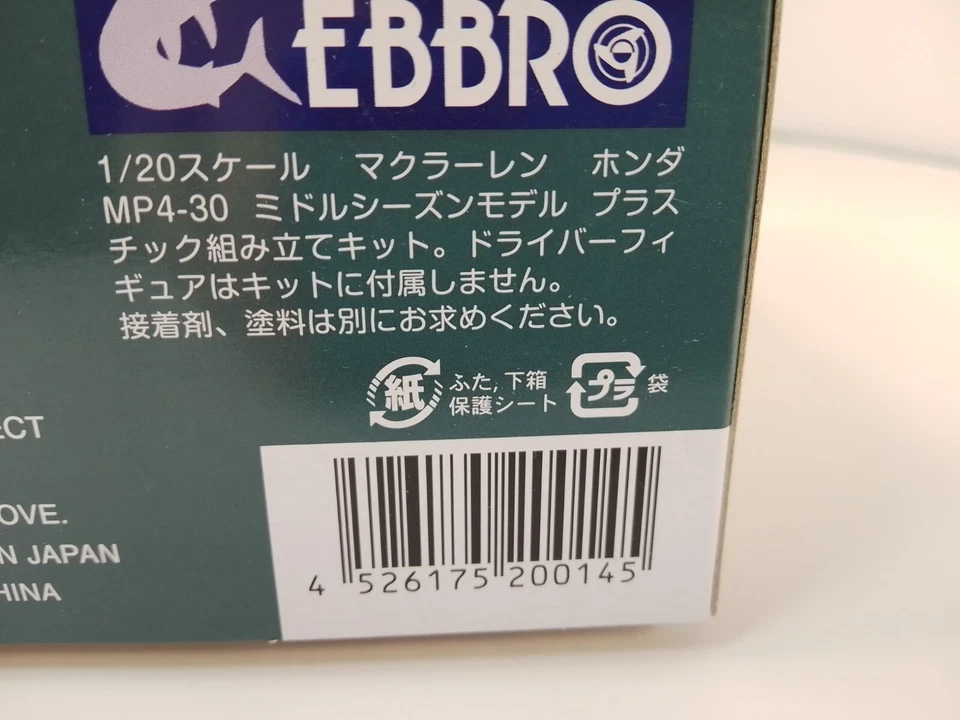 EBBRO
1/20スケール マクラーレン ホンダ
MP4-30 ミドルシーズンモデル プラス
チック組み立てキット。ドライバーフィ
ギュアはキットに付属しません。
接着剤、塗料は別にお求めください。
紙 ふた, 下箱
保護シート
プラ 袋
ECT
OVE.
N JAPAN
HINA
4 526175 200145